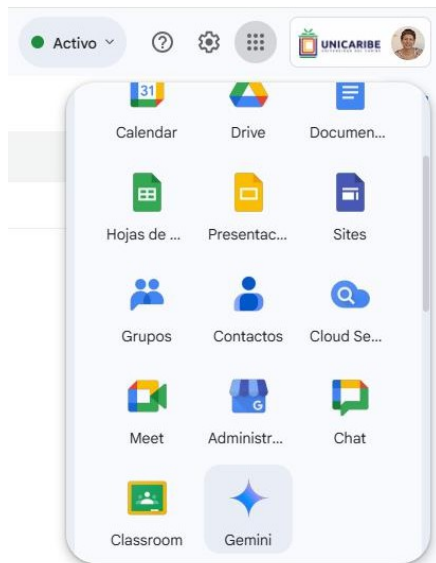 Activo
UNICARIBE
31
Calendar
Drive
Documen...
Hojas de ...
Presentac...
Sites
Grupos
Contactos
Cloud Se...
G
Meet
Administr...
Chat
Classroom
Gemini